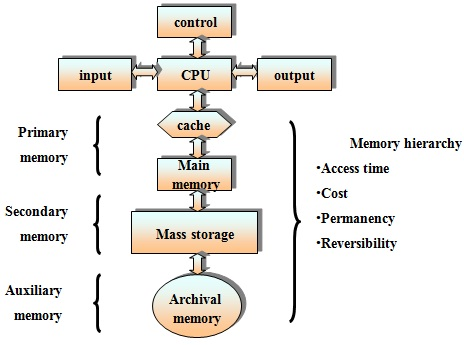 control
input
CPU
output
cache
Primary
memory
Main
memory
Secondary
memory
Mass storage
Auxiliary
memory
Archival
memory
Memory hierarchy
•Access time
•Cost
•Permanency
•Reversibility